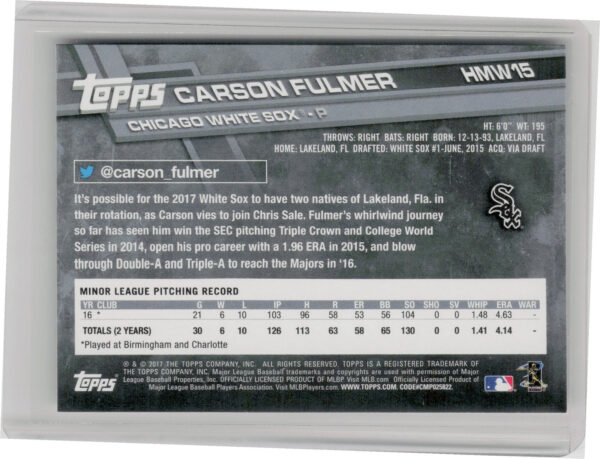 TOPPS CARSON FULMER HMW15
CHICAGO WHITE SOX • P
HT: 6'0" WT: 195
THROWS: RIGHT BATS: RIGHT BORN: 12-13-93, LAKELAND, FL
HOME: LAKELAND, FL DRAFTED: WHITE SOX #1-JUNE, 2015 ACQ: VIA DRAFT
@carson_fulmer
It's possible for the 2017 White Sox to have two natives of Lakeland, Fla. in
their rotation, as Carson vies to join Chris Sale. Fulmer's whirlwind journey
so far has seen him win the SEC pitching Triple Crown and College World
Series in 2014, open his pro career with a 1.96 ERA in 2015, and blow
through Double-A and Triple-A to reach the Majors in '16.
Sox
MINOR LEAGUE PITCHING RECORD
YR CLUB G W L IP H R ER BB SO SHO SV WHIP ERA WAR
16 * 21 6 10 103 96 58 53 56 104 0 0 1.48 4.63 -
TOTALS (2 YEARS) 30 6 10 126 113 63 58 65 130 0 0 1.41 4.14 -
*Played at Birmingham and Charlotte
® & © 2017 THE TOPPS COMPANY, INC. ALL RIGHTS RESERVED. TOPPS IS A REGISTERED TRADEMARK OF
THE TOPPS COMPANY, INC. Major League Baseball trademarks and copyrights are used with permission of Major
League Baseball Properties, Inc. OFFICIALLY LICENSED PRODUCT OF MLBP. Visit MLB.com Officially Licensed Product of
Major League Baseball Players Association. Visit MLBPlayers.com. WWW.TOPPS.COM. CODE#CMP025822.
TOPPS